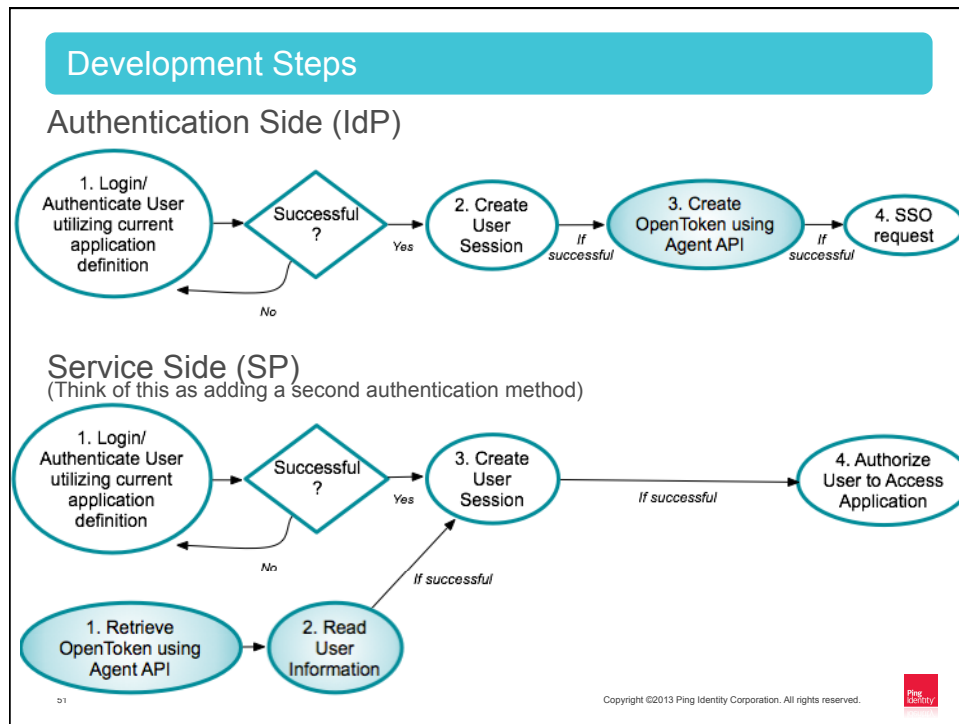 Development Steps
Authentication Side (IdP)
1. Login/
Authenticate User
utilizing current
application
definition
Successful
?
Yes
No
2. Create
User
Session
If
successful
3. Create
OpenToken using
Agent API
If
successful
4. SSO
request
Service Side (SP)
(Think of this as adding a second authentication method)
1. Login/
Authenticate User
utilizing current
application
definition
Successful
?
Yes
No
3. Create
User
Session
If successful
4. Authorize
User to Access
Application
If successful
1. Retrieve
OpenToken using
Agent API
2. Read
User
Information
51
Copyright ©2013 Ping Identity Corporation. All rights reserved.
Ping
Identity